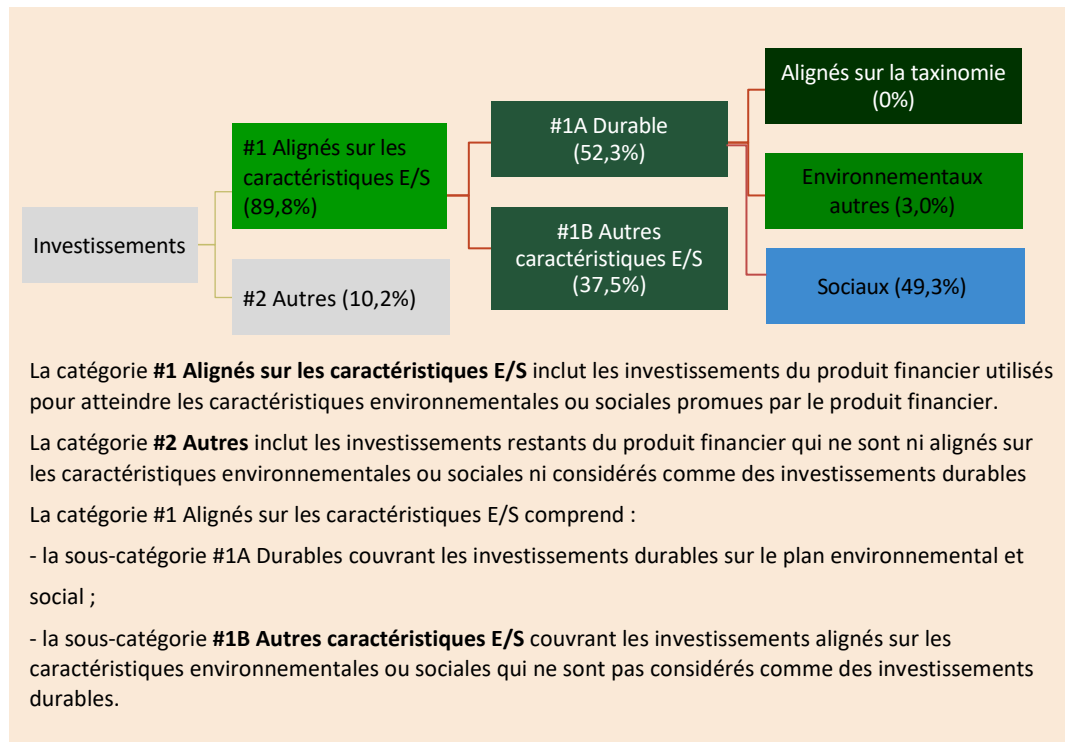 Investissements
#1 Alignés sur les
caractéristiques E/S
(89,8%)
#2 Autres (10,2%)
#1A Durable
(52,3%)
#1B Autres
caractéristiques E/S
(37,5%)
Alignés sur la taxinomie
(0%)
Environnementaux
autres (3,0%)
Sociaux (49,3%)
La catégorie #1 Alignés sur les caractéristiques E/S inclut les investissements du produit financier utilisés
pour atteindre les caractéristiques environnementales ou sociales promues par le produit financier.
La catégorie #2 Autres inclut les investissements restants du produit financier qui ne sont ni alignés sur
les caractéristiques environnementales ou sociales ni considérés comme des investissements durables
La catégorie #1 Alignés sur les caractéristiques E/S comprend :
- la sous-catégorie #1A Durables couvrant les investissements durables sur le plan environnemental et
social ;
- la sous-catégorie #1B Autres caractéristiques E/S couvrant les investissements alignés sur les
caractéristiques environnementales ou sociales qui ne sont pas considérés comme des investissements
durables.